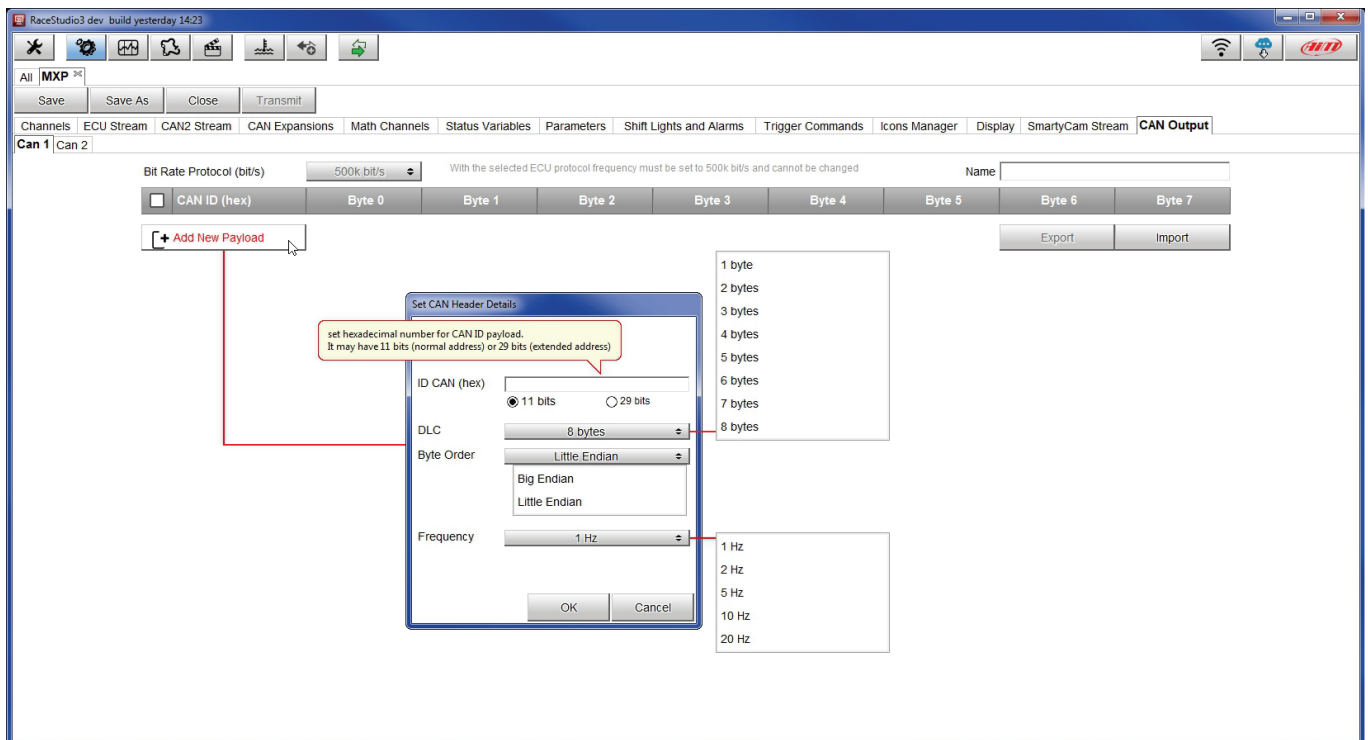 RaceStudio3 dev build yesterday 14:23
AiM
All MXP
Save Save As Close Transmit
Channels ECU Stream CAN2 Stream CAN Expansions Math Channels Status Variables Parameters Shift Lights and Alarms Trigger Commands Icons Manager Display SmartyCam Stream CAN Output
Can 1 Can 2
Bit Rate Protocol (bit/s) 500k bit/s With the selected ECU protocol frequency must be set to 500k bit/s and cannot be changed Name
CAN ID (hex) Byte 0 Byte 1 Byte 2 Byte 3 Byte 4 Byte 5 Byte 6 Byte 7
Add New Payload Export Import
Set CAN Header Details
set hexadecimal number for CAN ID payload.
It may have 11 bits (normal address) or 29 bits (extended address)
ID CAN (hex)
11 bits 29 bits
DLC 8 bytes
Byte Order Little Endian
Big Endian
Little Endian
Frequency 1 Hz
OK Cancel
1 byte
2 bytes
3 bytes
4 bytes
5 bytes
6 bytes
7 bytes
8 bytes
1 Hz
2 Hz
5 Hz
10 Hz
20 Hz